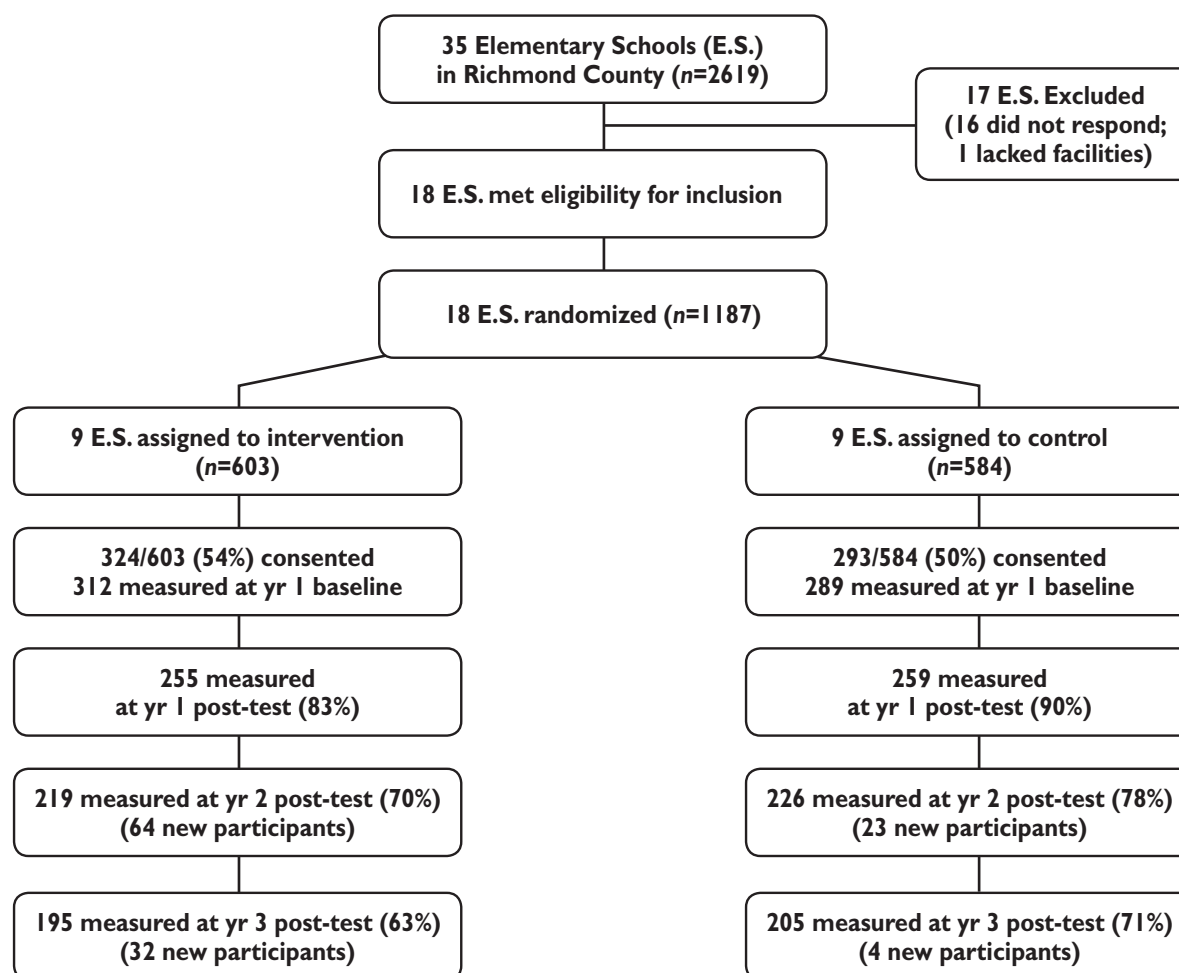 35 Elementary Schools (E.S.)
in Richmond County (n=2619)
17 E.S. Excluded
(16 did not respond;
1 lacked facilities)
18 E.S. met eligibility for inclusion
18 E.S. randomized (n=1187)
9 E.S. assigned to intervention
(n=603)
9 E.S. assigned to control
(n=584)
324/603 (54%) consented
312 measured at yr 1 baseline
293/584 (50%) consented
289 measured at yr 1 baseline
255 measured
at yr 1 post-test (83%)
259 measured
at yr 1 post-test (90%)
219 measured at yr 2 post-test (70%)
(64 new participants)
226 measured at yr 2 post-test (78%)
(23 new participants)
195 measured at yr 3 post-test (63%)
(32 new participants)
205 measured at yr 3 post-test (71%)
(4 new participants)